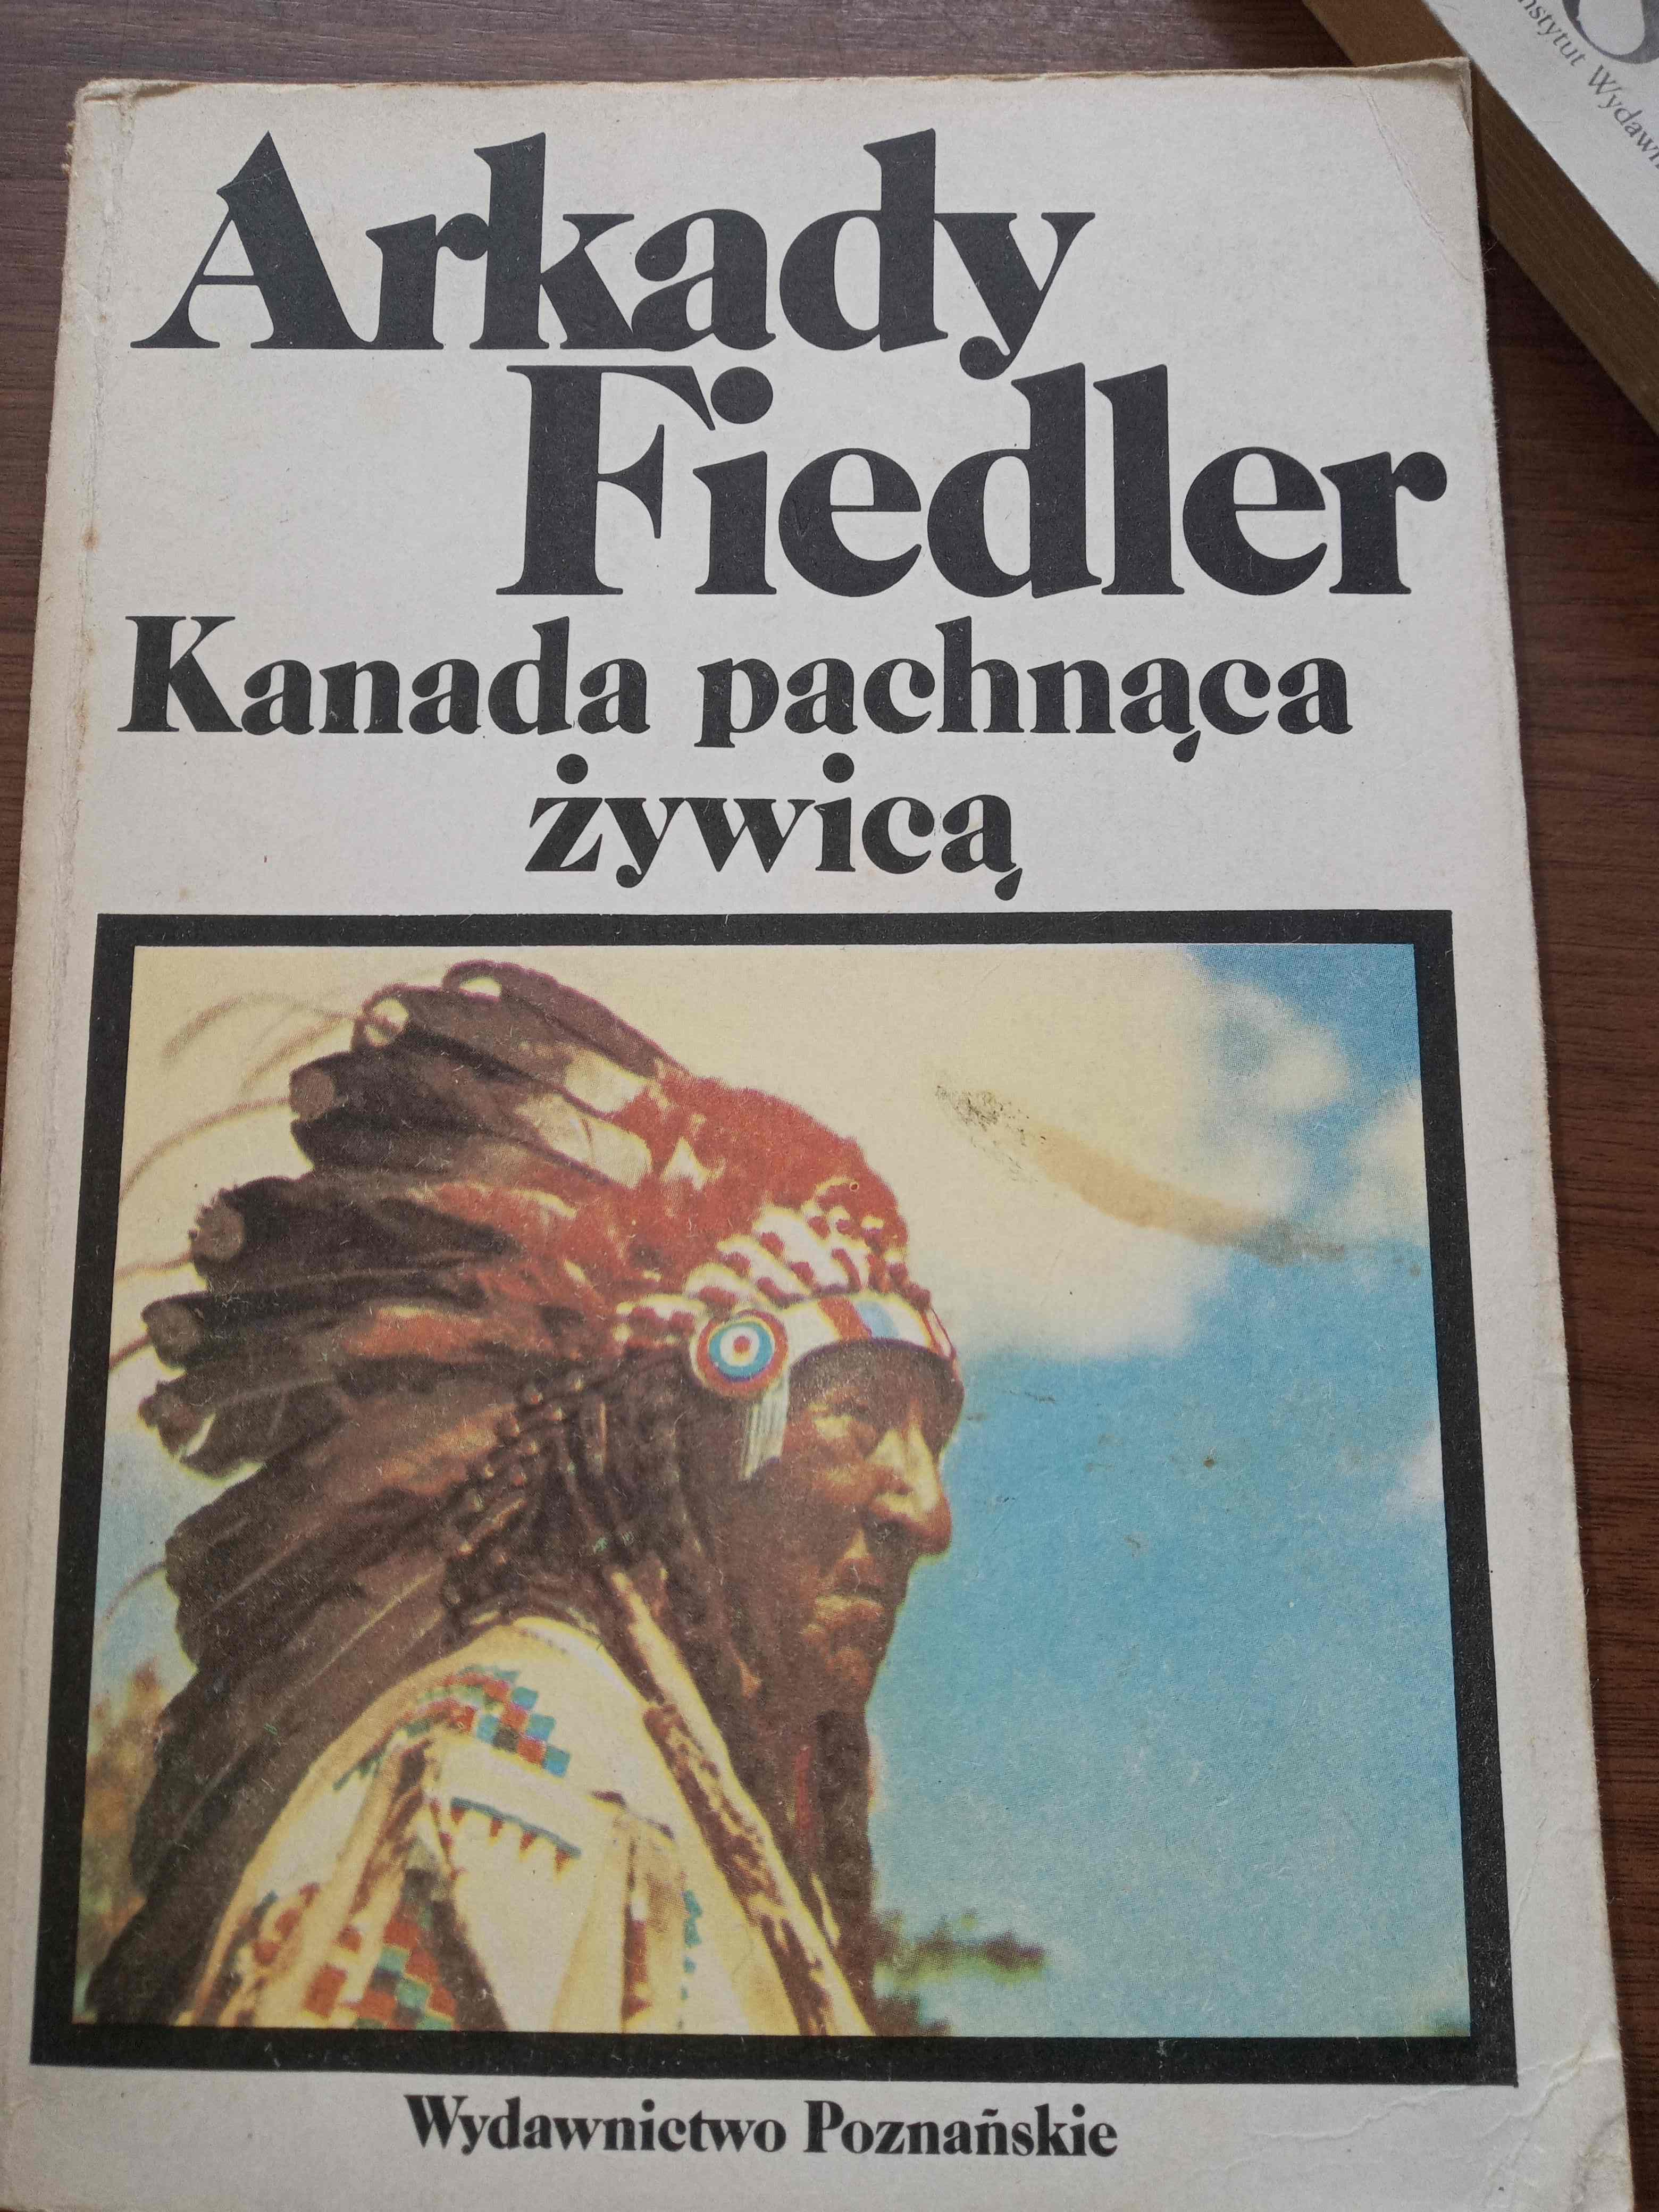 Arkady
Fiedler
Kanada pachnąca
żywicą
Wydawnictwo Poznańskie